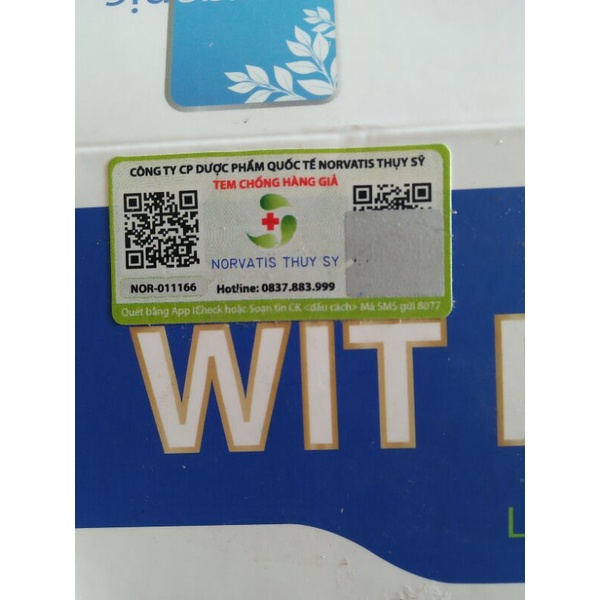 CÔNG TY CP DƯỢC PHẨM QUỐC TẾ NORVATIS THỤY SỸ
TEM CHỐNG HÀNG GIẢ
NORVATIS THUY SY
NOR-011166
Hotline: 0837.883.999
Quét bằng App iCheck hoặc Soạn tin CK <dấu cách> Mã SMS gửi 8077
WIT
L